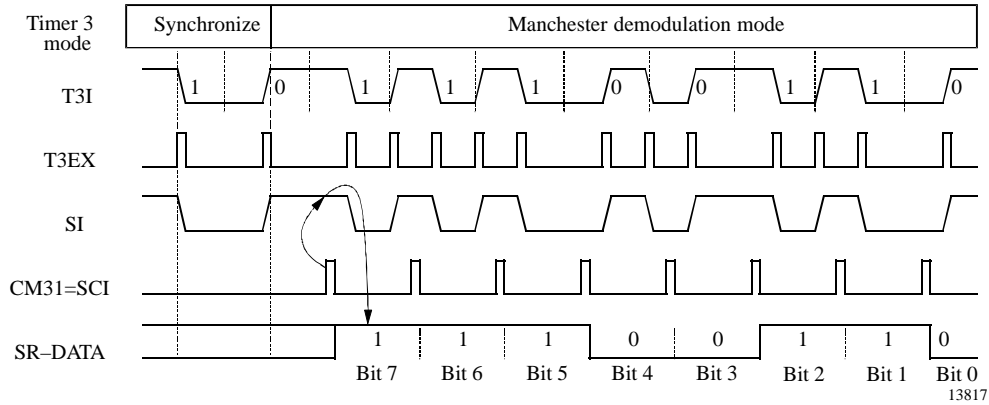 Timer 3
mode
Synchronize
Manchester demodulation mode
T3I
1 0 1 1 1 0 0 1 1 0
T3EX
SI
CM31=SCI
SR–DATA
1 1 1 0 0 1 1 0
Bit 7 Bit 6 Bit 5 Bit 4 Bit 3 Bit 2 Bit 1 Bit 0
13817